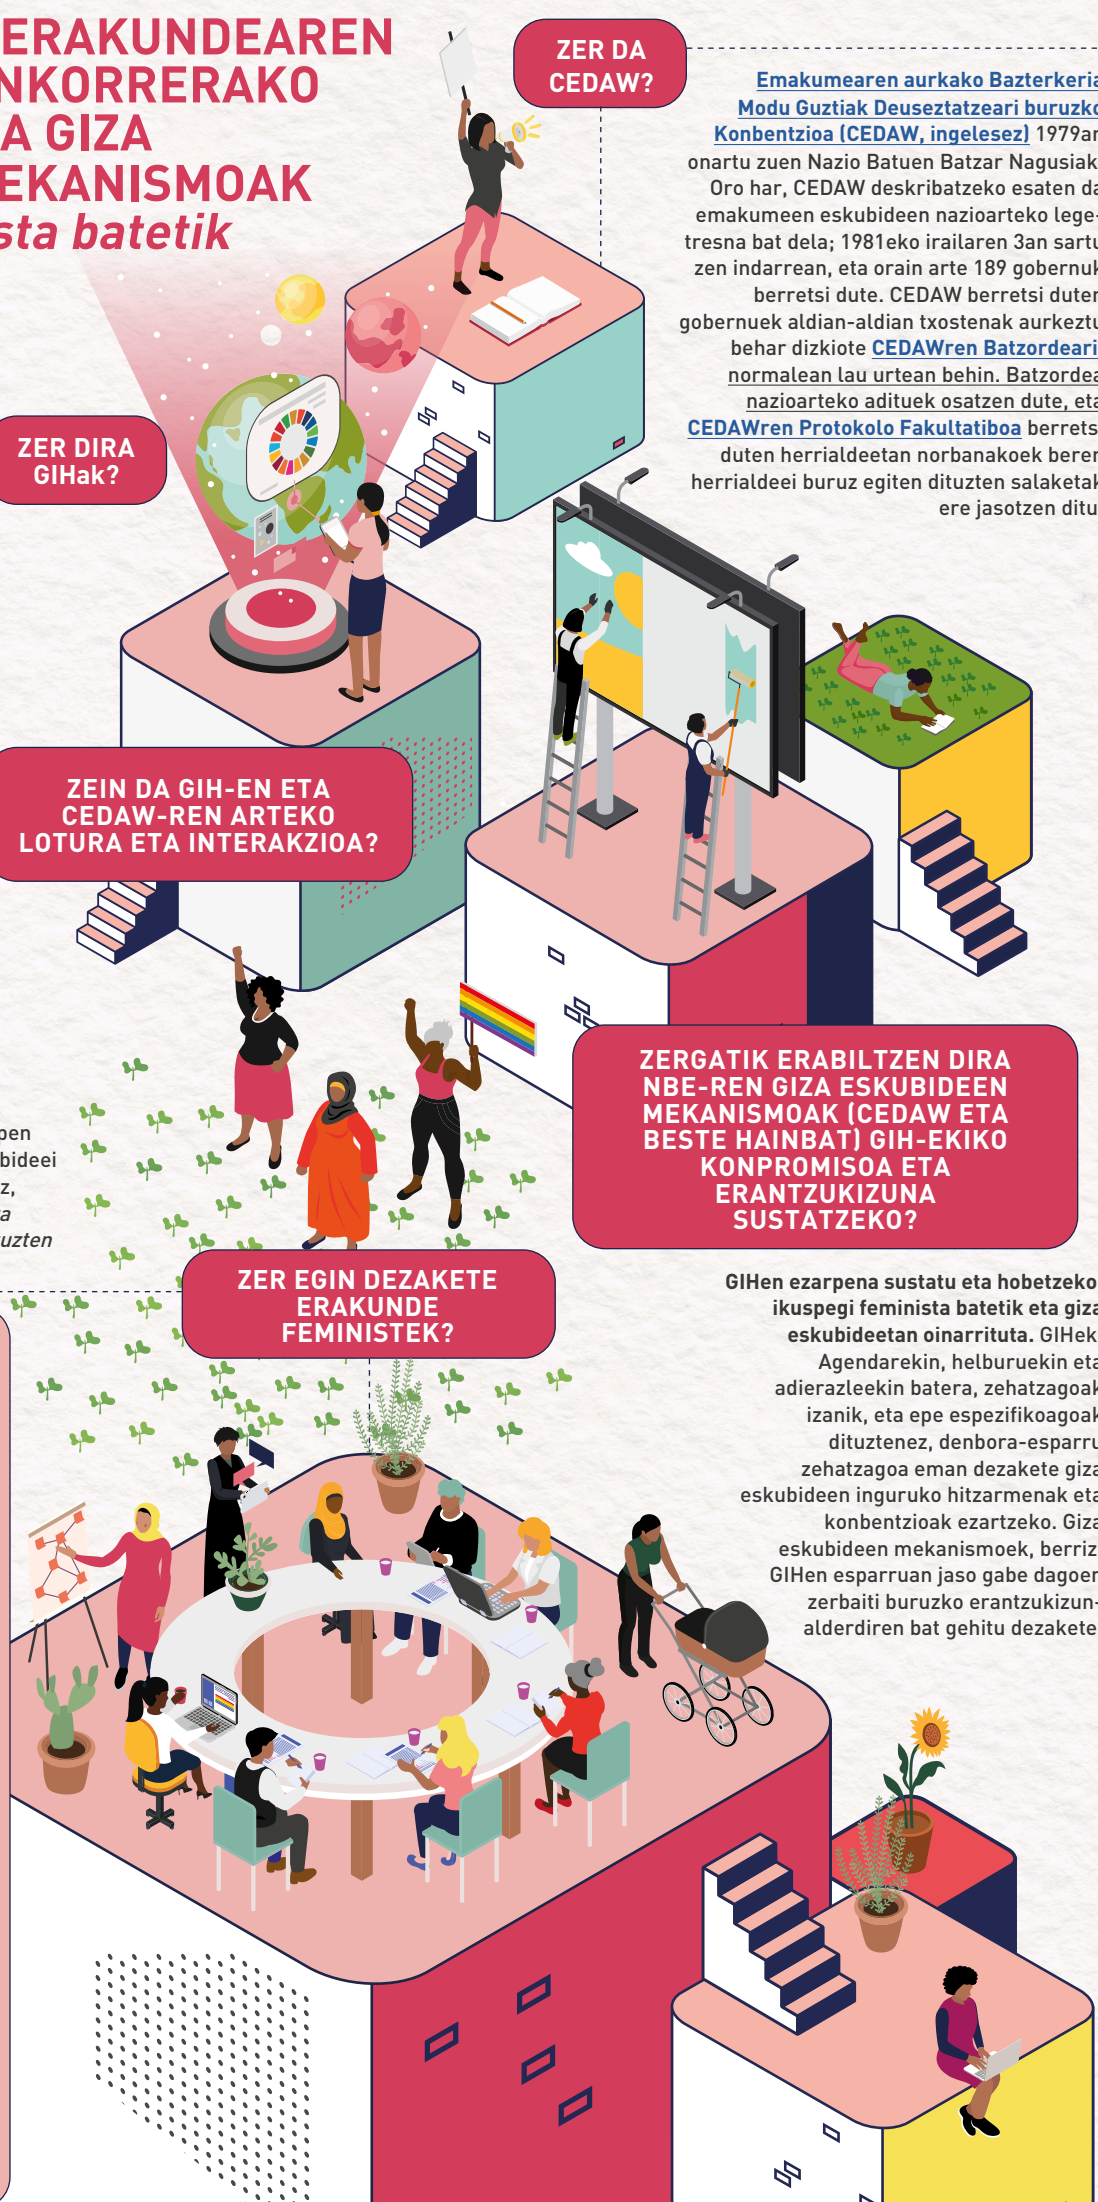 ERAKUNDEAREN
NKORRERAKO
A GIZA
EKANISMOAK
sta batetik
ZER DA
CEDAW?
Emakumearen aurkako Bazterkeria
Modu Guztiak Deuseztatzeari buruzko
Konbentzioa (CEDAW, ingelesez) 1979an
onartu zuen Nazio Batuen Batzar Nagusiak.
Oro har, CEDAW deskribatzeko esaten da
emakumeen eskubideen nazioarteko lege-
tresna bat dela; 1981eko irailaren 3an sartu
zen indarrean, eta orain arte 189 gobernuk
berretsi dute. CEDAW berretsi duten
gobernuek aldian-aldian txostenak aurkeztu
behar dizkiote CEDAWren Batzordeari,
normalean lau urtean behin. Batzordea
nazioarteko adituek osatzen dute, eta
CEDAWren Protokolo Fakultatiboa berretsi
duten herrialdeetan norbanakoek beren
herrialdeei buruz egiten dituzten salaketak
ere jasotzen ditu.
ZER DIRA
GIHak?
ZEIN DA GIH-EN ETA
CEDAW-REN ARTEKO
LOTURA ETA INTERAKZIOA?
ZERGATIK ERABILTZEN DIRA
NBE-REN GIZA ESKUBIDEEN
MEKANISMOAK (CEDAW ETA
BESTE HAINBAT) GIH-EKIKO
KONPROMISOA ETA
ERANTZUKIZUNA
SUSTATZEKO?
pen
bideei
z,
a
uzten
ZER EGIN DEZAKETE
ERAKUNDE
FEMINISTEK?
GIHen ezarpena sustatu eta hobetzeko,
ikuspegi feminista batetik eta giza
eskubideetan oinarrituta. GIHek,
Agendarekin, helburuekin eta
adierazleekin batera, zehatzagoak
izanik, eta epe espezifikoagoak
dituztenez, denbora-esparru
zehatzagoa eman dezakete giza
eskubideen inguruko hitzarmenak eta
konbentzioak ezartzeko. Giza
eskubideen mekanismoek, berriz,
GIHen esparruan jaso gabe dagoen
zerbaiti buruzko erantzukizun-
alderdiren bat gehitu dezakete.